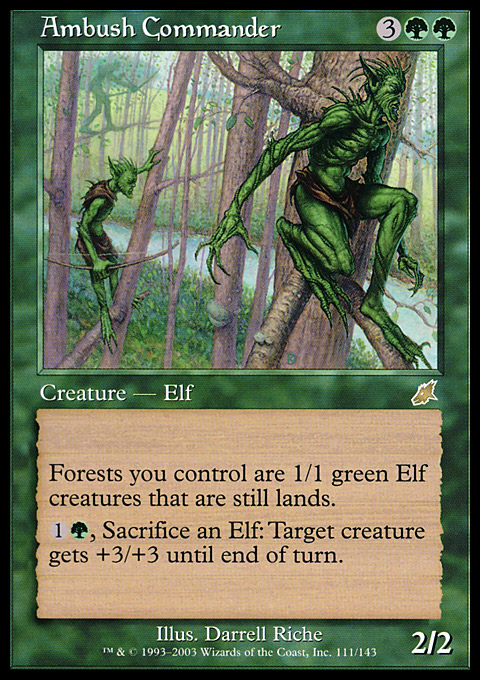 Ambush Commander 3
Creature — Elf
Forests you control are 1/1 green Elf
creatures that are still lands.
1 , Sacrifice an Elf: Target creature
gets +3/+3 until end of turn.
Illus. Darrell Riche
™ & © 1993–2003 Wizards of the Coast, Inc. 111/143
2/2